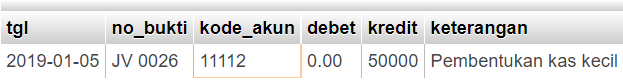 tgl no_bukti kode_akun debet kredit keterangan
2019-01-05 JV 0026 11112 0.00 50000 Pembentukan kas kecil